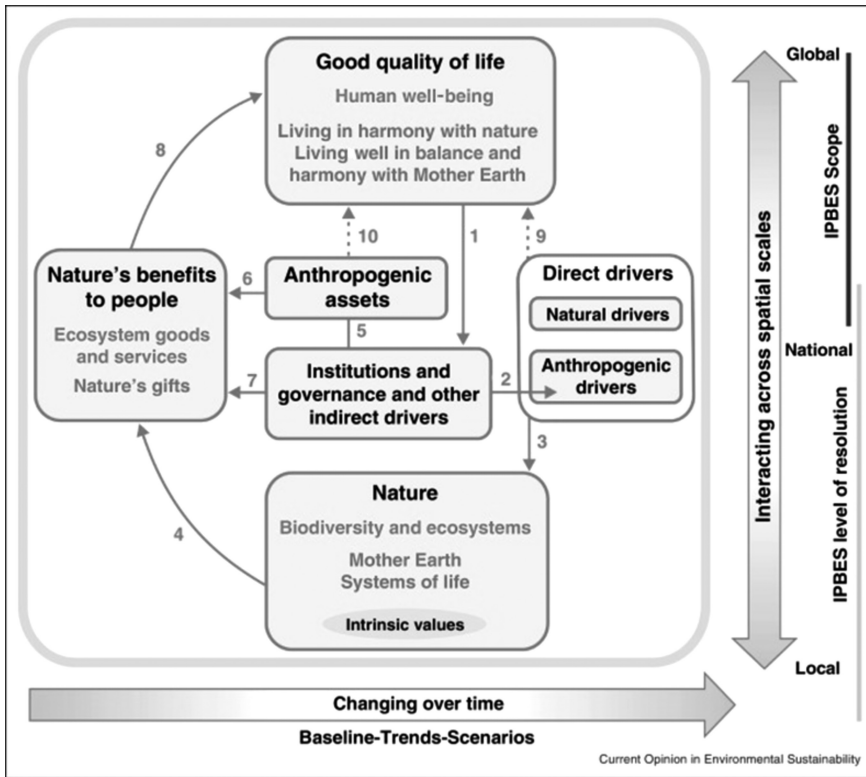 Good quality of life
Human well-being
Living in harmony with nature
Living well in balance and
harmony with Mother Earth
8
10
1
9
Nature's benefits
to people
Ecosystem goods
and services
Nature's gifts
6
Anthropogenic
assets
5
7
Institutions and
governance and other
indirect drivers
2
Direct drivers
Natural drivers
Anthropogenic
drivers
3
4
Nature
Biodiversity and ecosystems
Mother Earth
Systems of life
Intrinsic values
Interacting across spatial scales
Global
IPBES Scope
National
IPBES level of resolution
Local
Changing over time
Baseline-Trends-Scenarios
Current Opinion in Environmental Sustainability